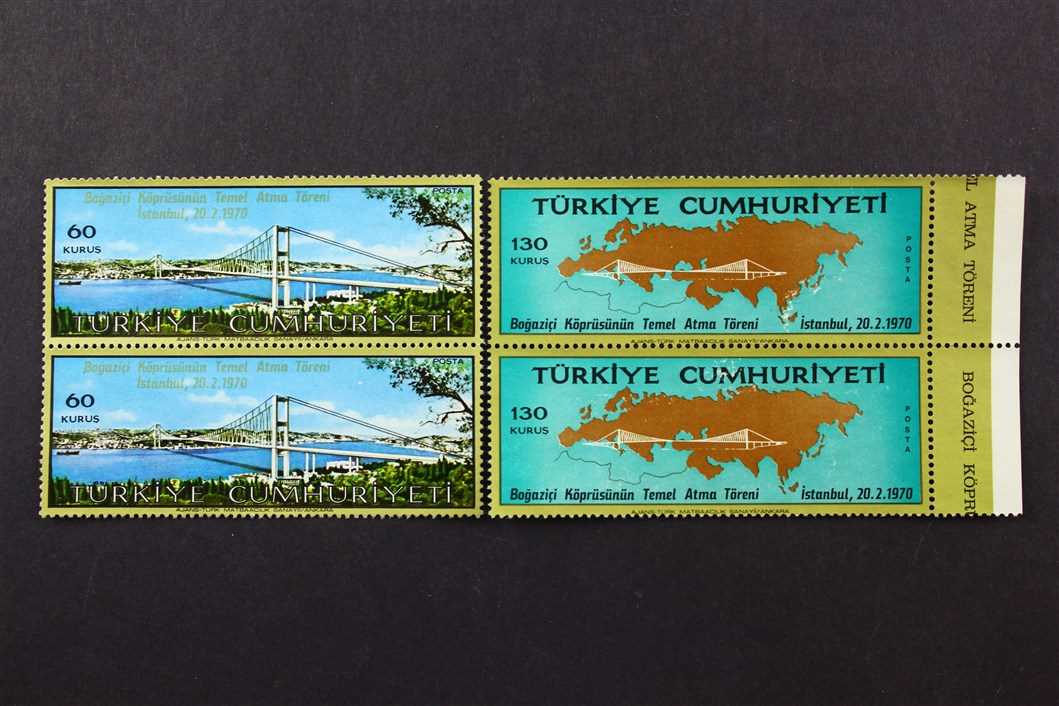 Boğaziçi Köprüsünün Temel Atma Töreni
İstanbul, 20.2.1970
POSTA
60
KURUŞ
TÜRKİYE CUMHURİYETİ
AJANS-TÜRK MATBAACILIK SANAYİİ/ANKARA
Boğaziçi Köprüsünün Temel Atma Töreni
İstanbul, 20.2.1970
POSTA
60
KURUŞ
TÜRKİYE CUMHURİYETİ
AJANS-TÜRK MATBAACILIK SANAYİİ/ANKARA
TÜRKİYE CUMHURİYETİ
130
KURUŞ
POSTA
Boğaziçi Köprüsünün Temel Atma Töreni İstanbul, 20.2.1970
AJANS-TÜRK MATBAACILIK SANAYİİ/ANKARA
TÜRKİYE CUMHURİYETİ
130
KURUŞ
POSTA
Boğaziçi Köprüsünün Temel Atma Töreni İstanbul, 20.2.1970
AJANS-TÜRK MATBAACILIK SANAYİİ/ANKARA
ATMA TÖRENİ
BOĞAZİÇİ KÖPRÜ